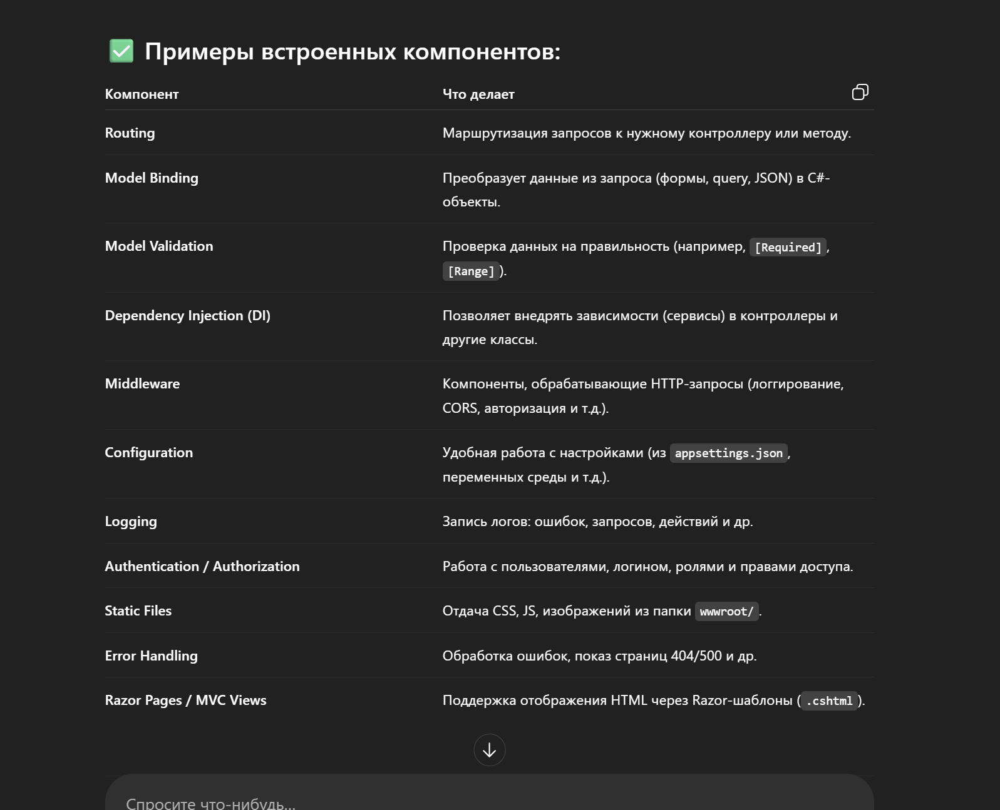 ✅ Примеры встроенных компонентов:
Компонент Что делает
Routing Маршрутизация запросов к нужному контроллеру или методу.
Model Binding Преобразует данные из запроса (формы, query, JSON) в C#-
объекты.
Model Validation Проверка данных на правильность (например, [Required],
[Range]).
Dependency Injection (DI) Позволяет внедрять зависимости (сервисы) в контроллеры и
другие классы.
Middleware Компоненты, обрабатывающие HTTP-запросы (логгирование,
CORS, авторизация и т.д.).
Configuration Удобная работа с настройками (из appsettings.json,
переменных среды и т.д.).
Logging Запись логов: ошибок, запросов, действий и др.
Authentication / Authorization Работа с пользователями, логином, ролями и правами доступа.
Static Files Отдача CSS, JS, изображений из папки wwwroot/.
Error Handling Обработка ошибок, показ страниц 404/500 и др.
Razor Pages / MVC Views Поддержка отображения HTML через Razor-шаблоны (.cshtml).
Спросите что-нибудь...